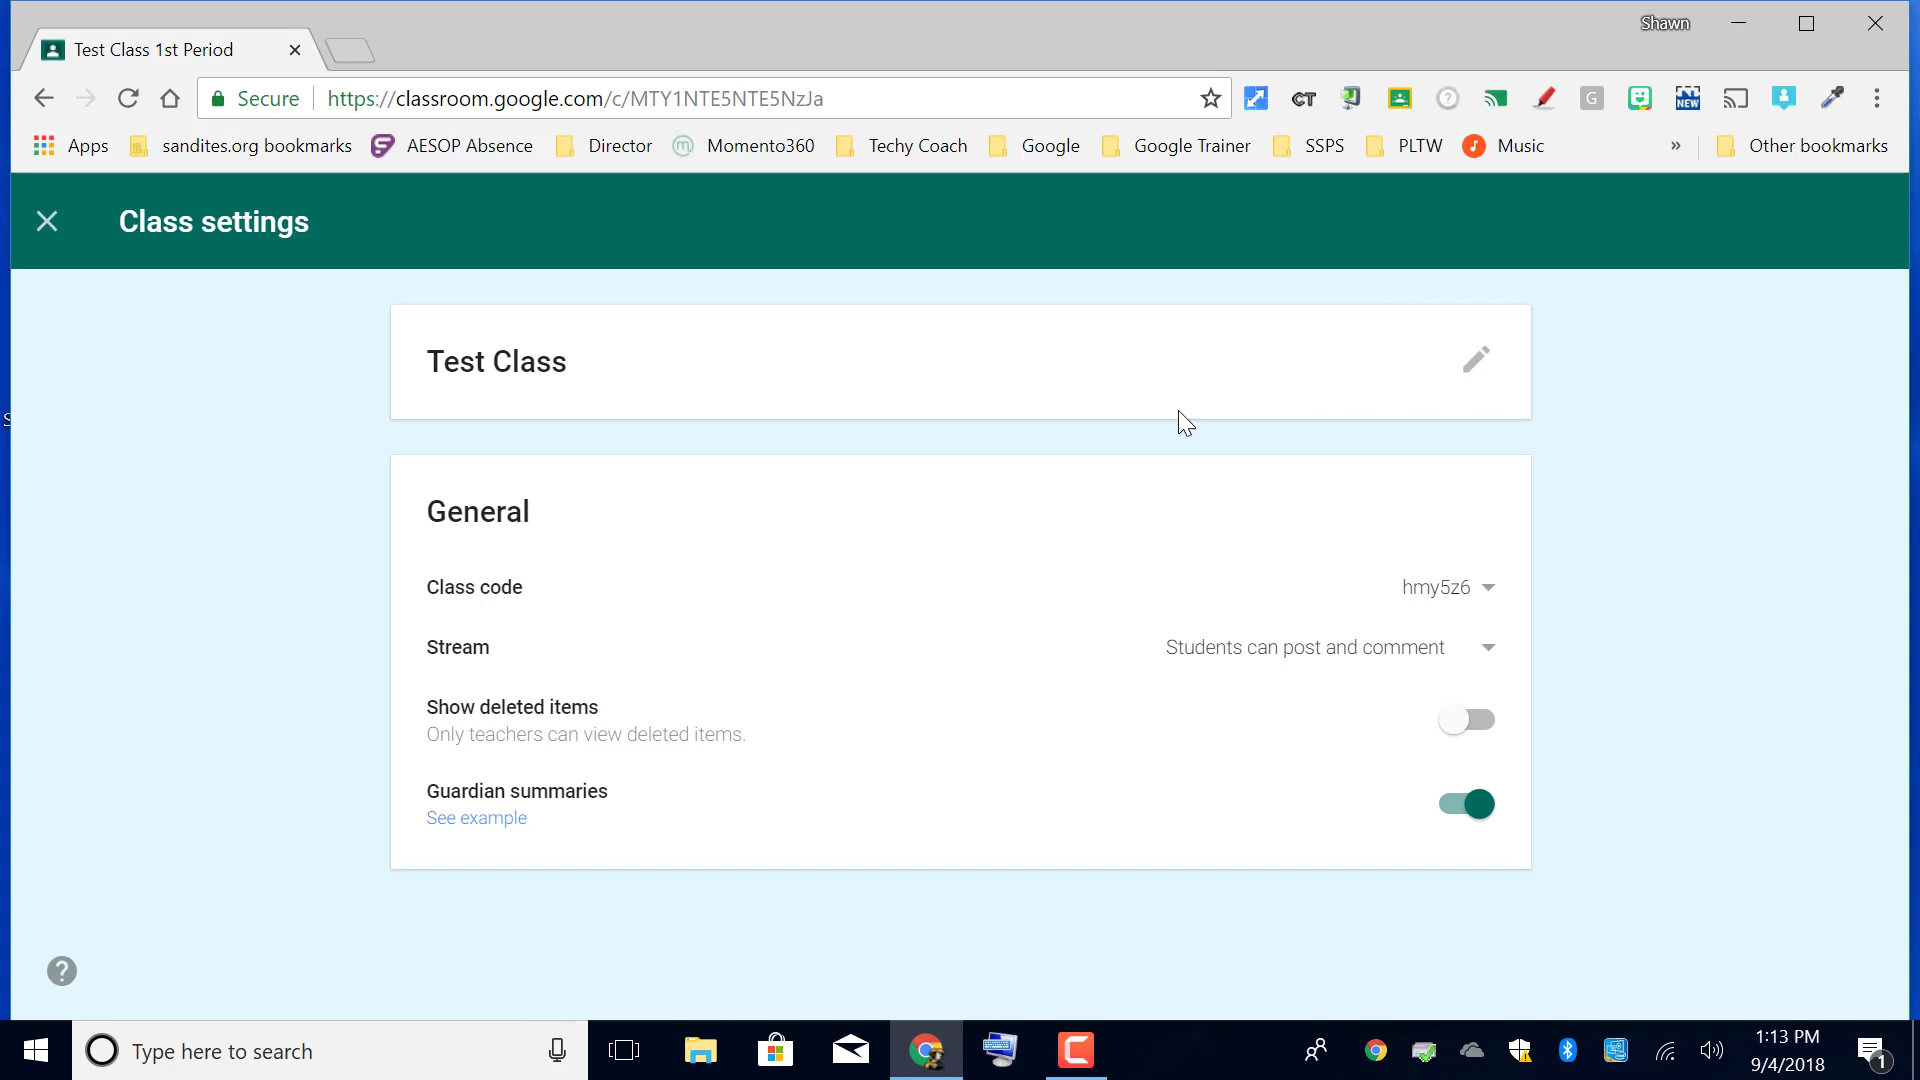 Shawn
Test Class 1st Period
Secure https://classroom.google.com/c/MTY1NTE5NTE5NzJa
CT G NEW
Apps sandites.org bookmarks AESOP Absence Director Momento360 Techy Coach Google Google Trainer SSPS PLTW Music » Other bookmarks
Class settings
Test Class
General
Class code hmy5z6
Stream Students can post and comment
Show deleted items
Only teachers can view deleted items.
Guardian summaries
See example
Type here to search
1:13 PM
9/4/2018
1